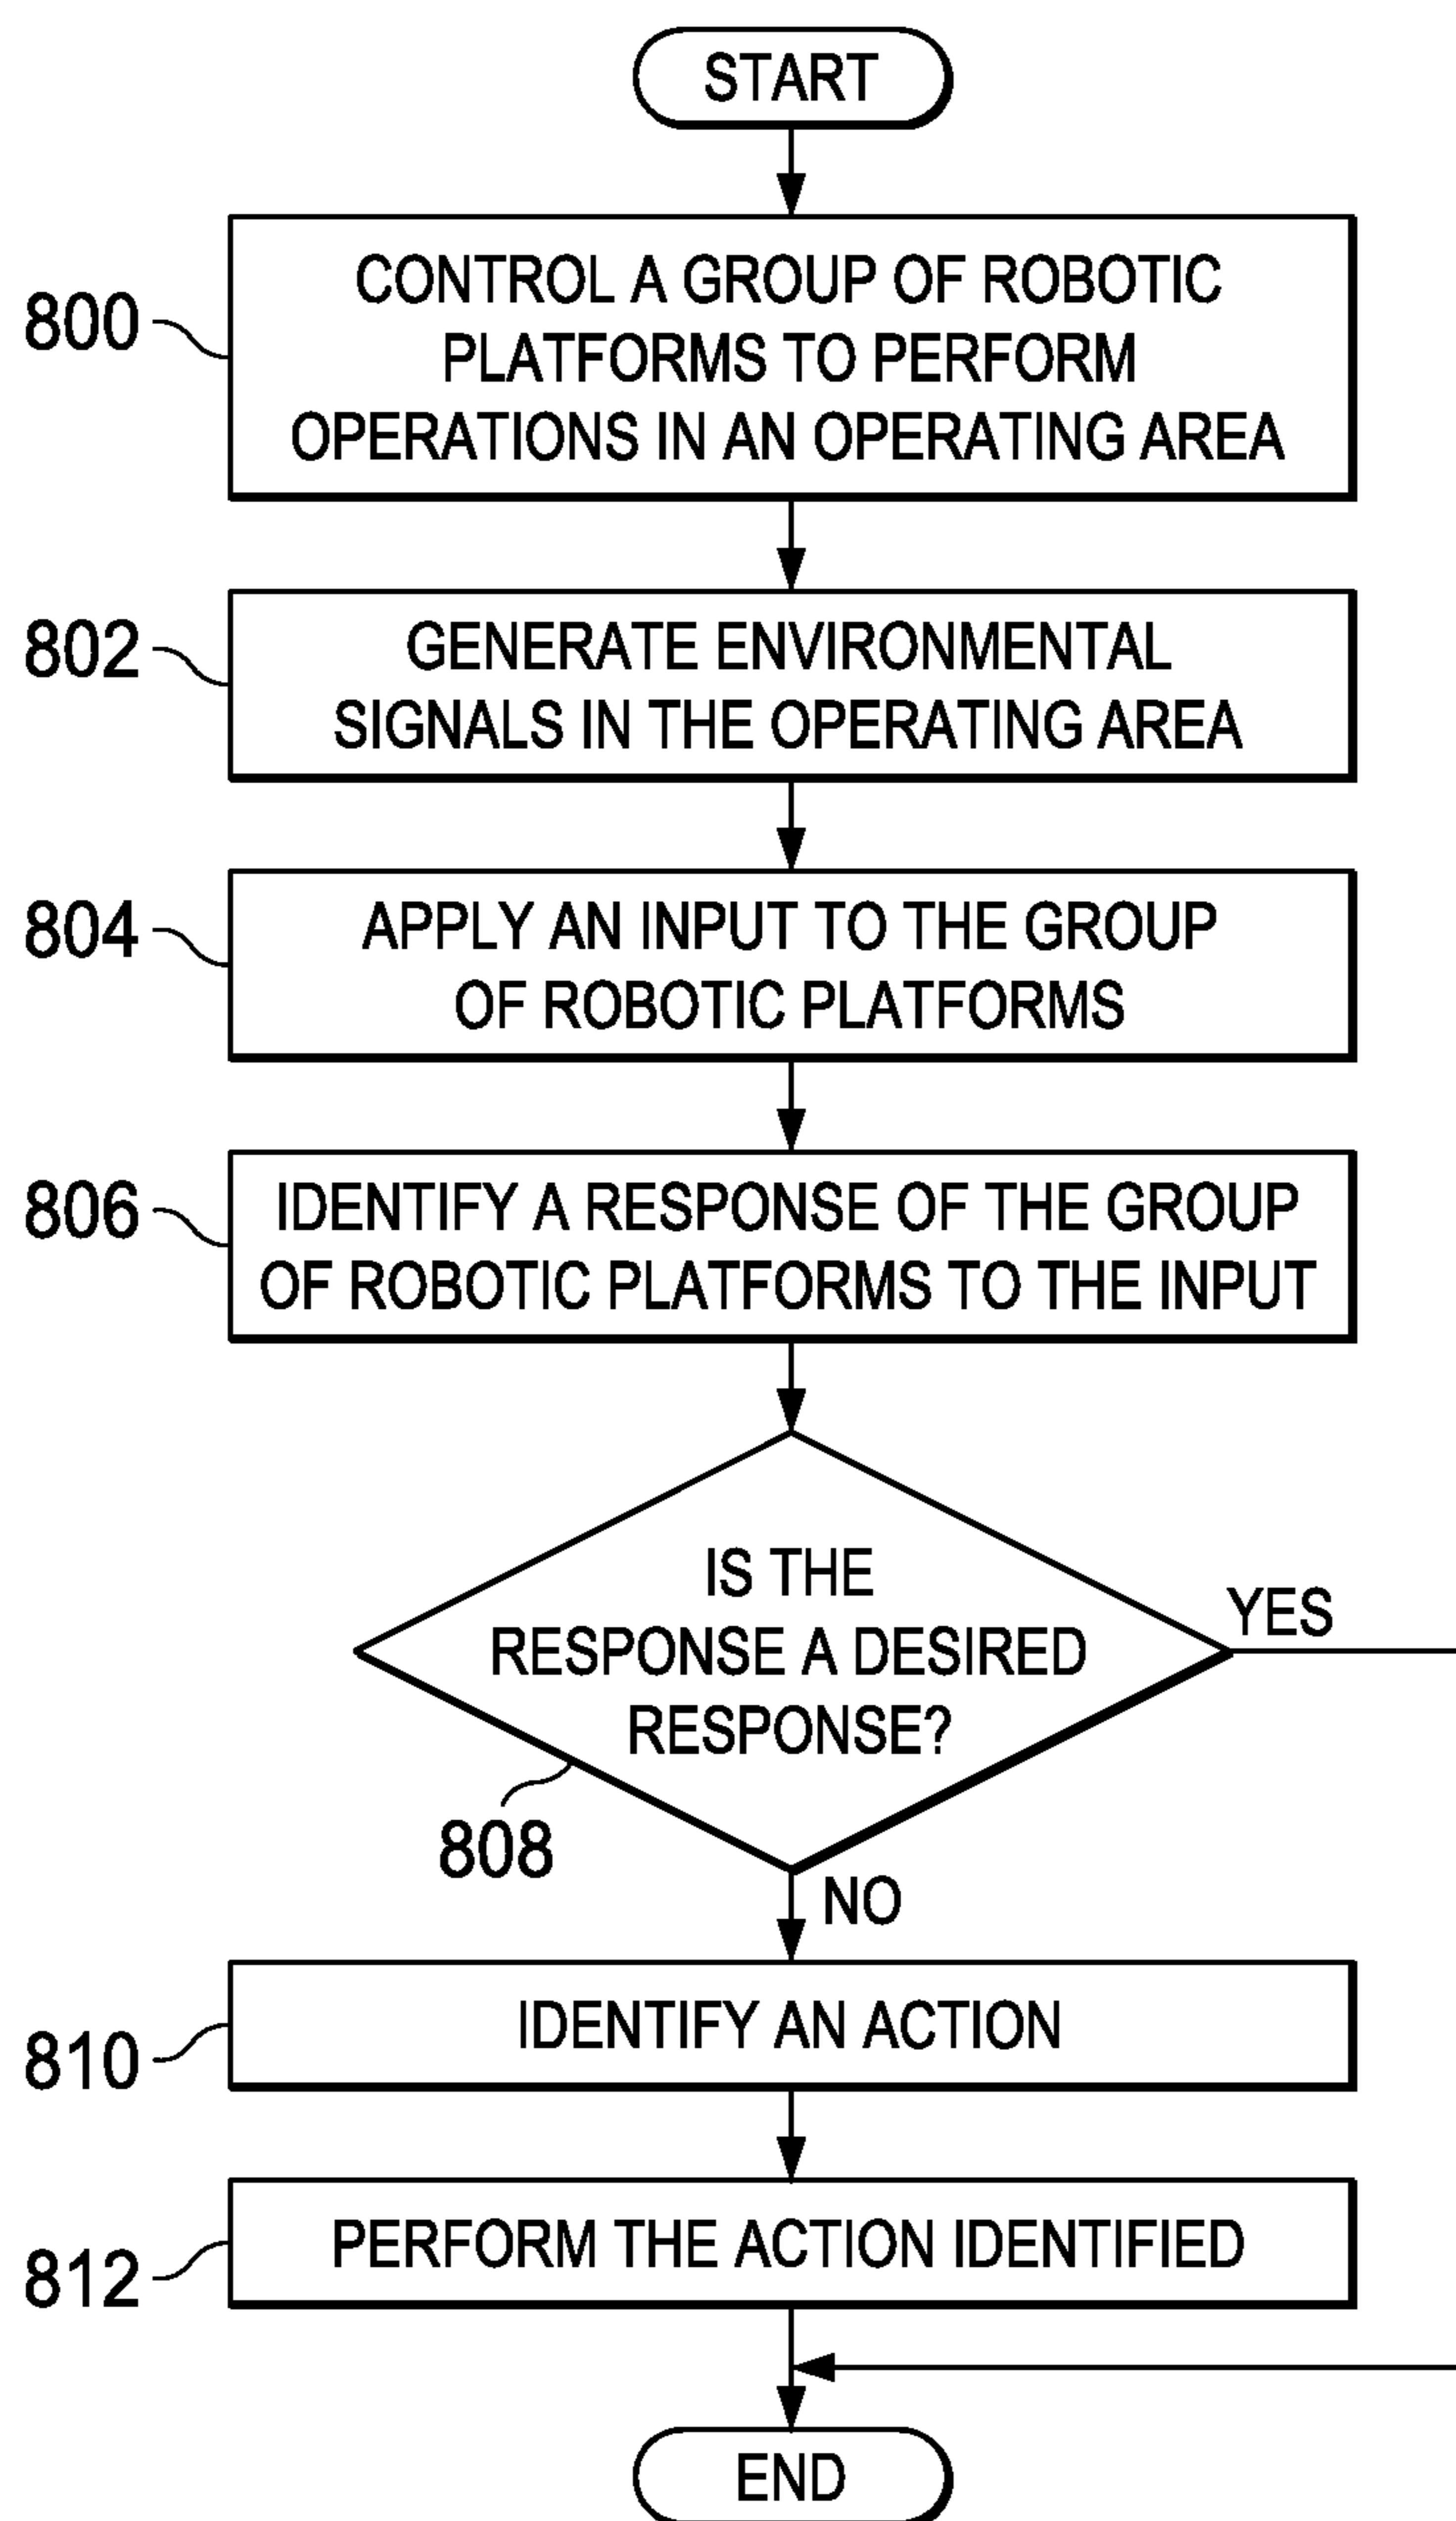 START
800
CONTROL A GROUP OF ROBOTIC
PLATFORMS TO PERFORM
OPERATIONS IN AN OPERATING AREA
802
GENERATE ENVIRONMENTAL
SIGNALS IN THE OPERATING AREA
804
APPLY AN INPUT TO THE GROUP
OF ROBOTIC PLATFORMS
806
IDENTIFY A RESPONSE OF THE GROUP
OF ROBOTIC PLATFORMS TO THE INPUT
IS THE
RESPONSE A DESIRED
RESPONSE?
YES
808
NO
810
IDENTIFY AN ACTION
812
PERFORM THE ACTION IDENTIFIED
END